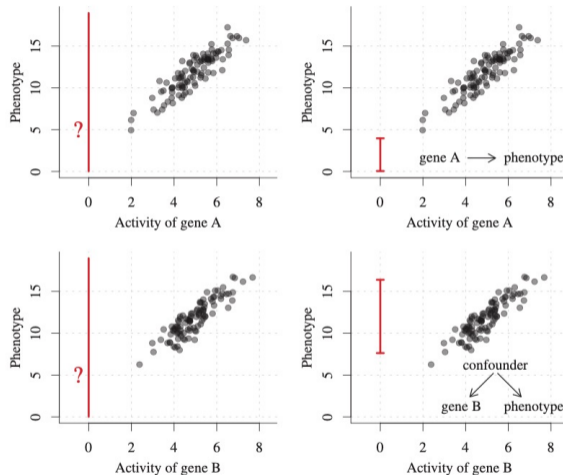 Phenotype
0 5 10 15
?
0 2 4 6 8
Activity of gene A
Phenotype
0 5 10 15
gene A phenotype
0 2 4 6 8
Activity of gene A
Phenotype
0 5 10 15
?
0 2 4 6 8
Activity of gene B
Phenotype
0 5 10 15
confounder
gene B phenotype
0 2 4 6 8
Activity of gene B